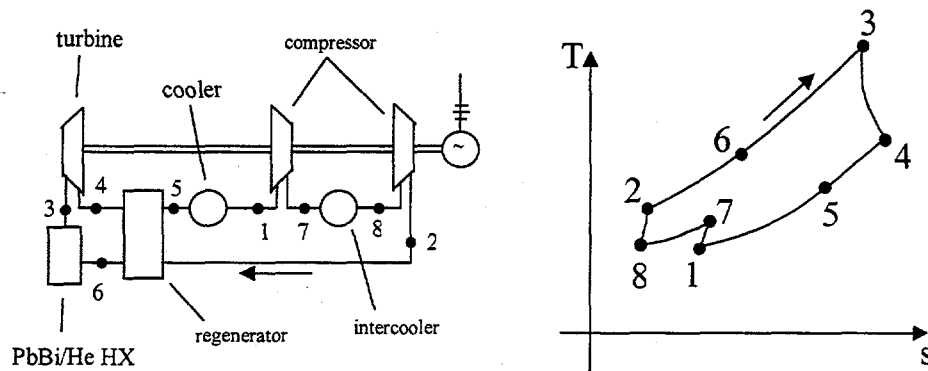 turbine
compressor
cooler
4
5
3
1
7
8
2
6
regenerator
intercooler
PbBi/He HX
~
T
3
6
4
2
7
5
8
1
s